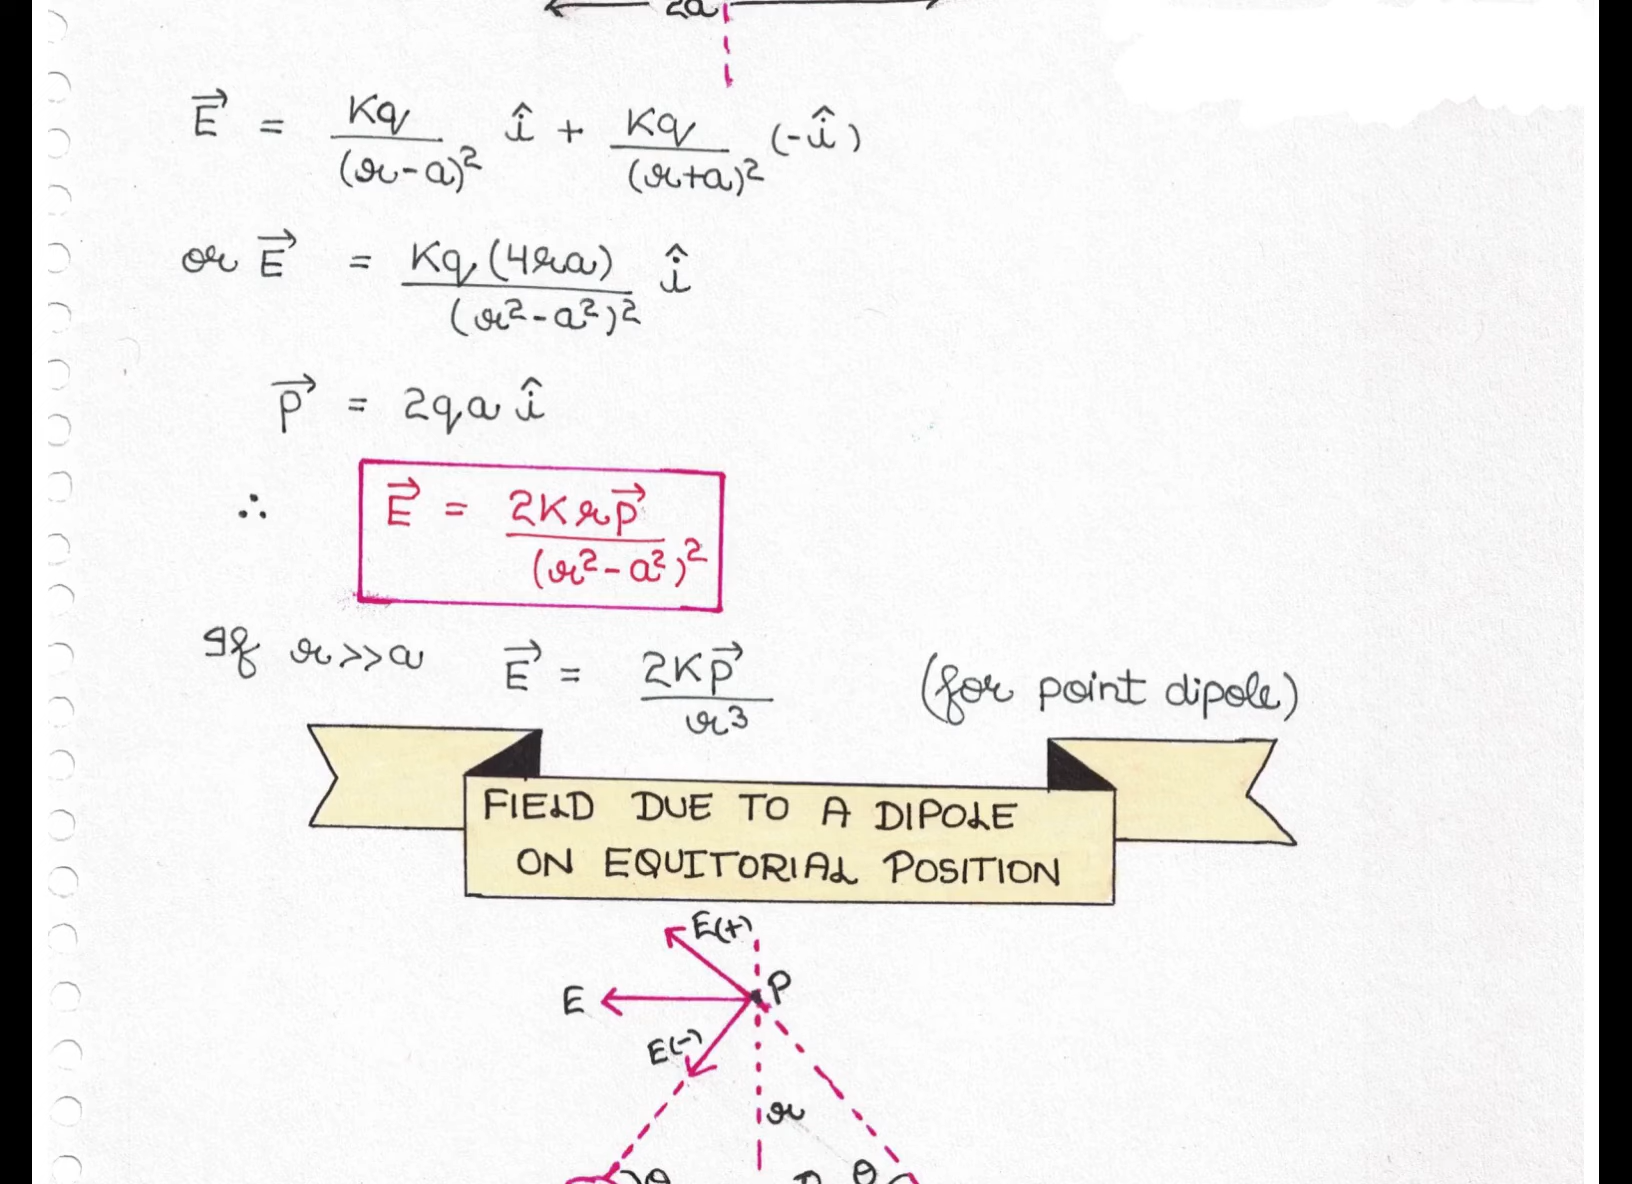 2a
E⃗ = Kq/(r-a)² î + Kq/(r+a)² (-î)
or E⃗ = Kq(4ra)/(r²-a²)² î
p⃗ = 2qa î
∴ E⃗ = 2Krp⃗/(r²-a²)²
If r>>a E⃗ = 2Kp⃗/r³ (for point dipole)
FIELD DUE TO A DIPOLE
ON EQUITORIAL POSITION
E(+)
P
E
E(-)
r
θ θ